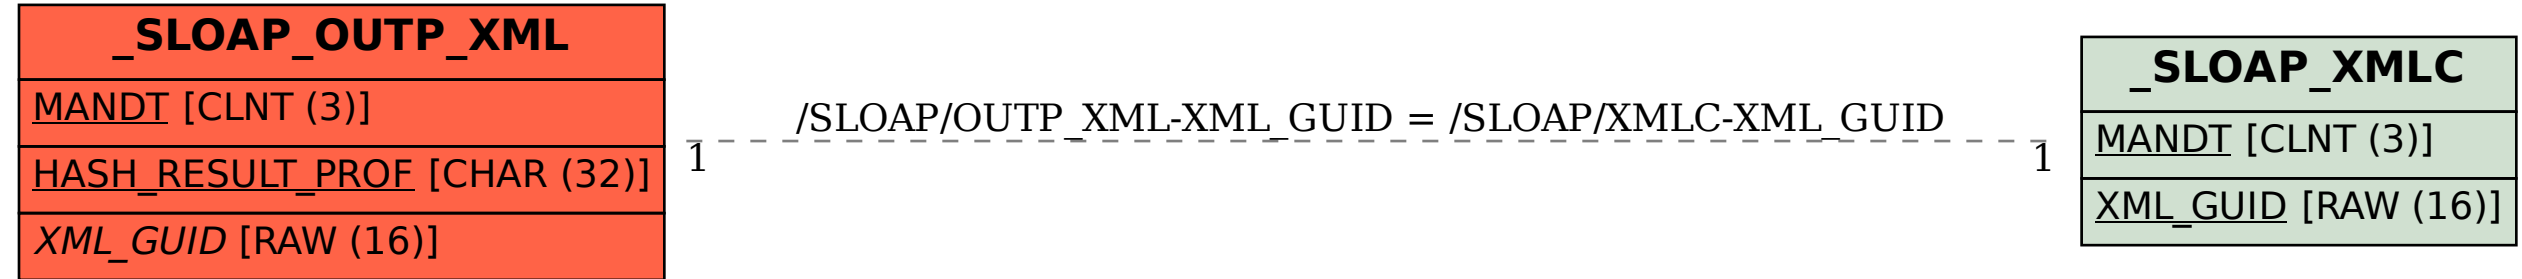 _SLOAP_OUTP_XML
MANDT [CLNT (3)]
HASH_RESULT_PROF [CHAR (32)]
XML_GUID [RAW (16)]
/SLOAP/OUTP_XML-XML_GUID = /SLOAP/XMLC-XML_GUID
1
1
_SLOAP_XMLC
MANDT [CLNT (3)]
XML_GUID [RAW (16)]